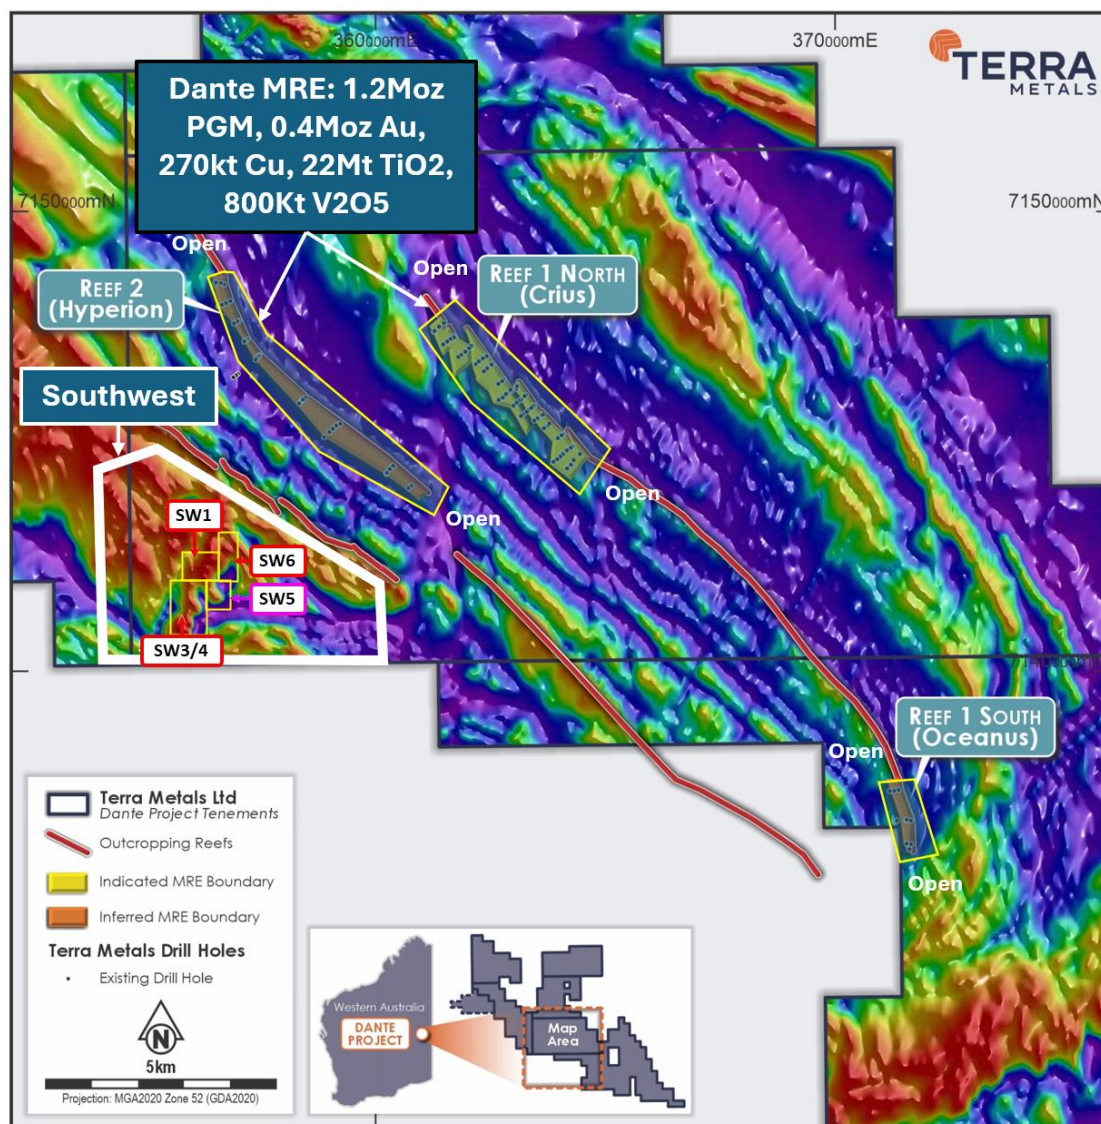 360000mE
370000mE
TERRA
METALS
Dante MRE: 1.2Moz
PGM, 0.4Moz Au,
270kt Cu, 22Mt TiO2,
800Kt V2O5
7150000mN
7150000mN
Open
Open
REEF 2
(Hyperion)
REEF 1 NORTH
(Crius)
Southwest
Open
Open
SW1
SW6
SW5
SW3/4
7140000mN
REEF 1 SOUTH
(Oceanus)
Open
Open
Terra Metals Ltd
Dante Project Tenements
Outcropping Reefs
Indicated MRE Boundary
Inferred MRE Boundary
Terra Metals Drill Holes
Existing Drill Hole
N
5km
Projection: MGA2020 Zone 52 (GDA2020)
Western Australia
DANTE
PROJECT
Map
Area